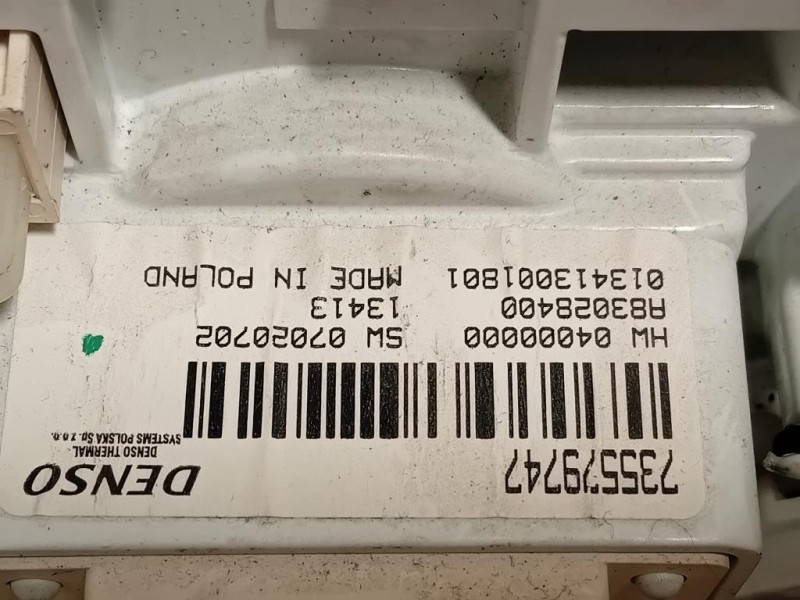 735579747
DENSO
DENSO THERMAL
SYSTEMS POLSKA Sp. z o.o.
HW 04000000 SW 07020702
A83028400 13413
013413001801 MADE IN POLAND